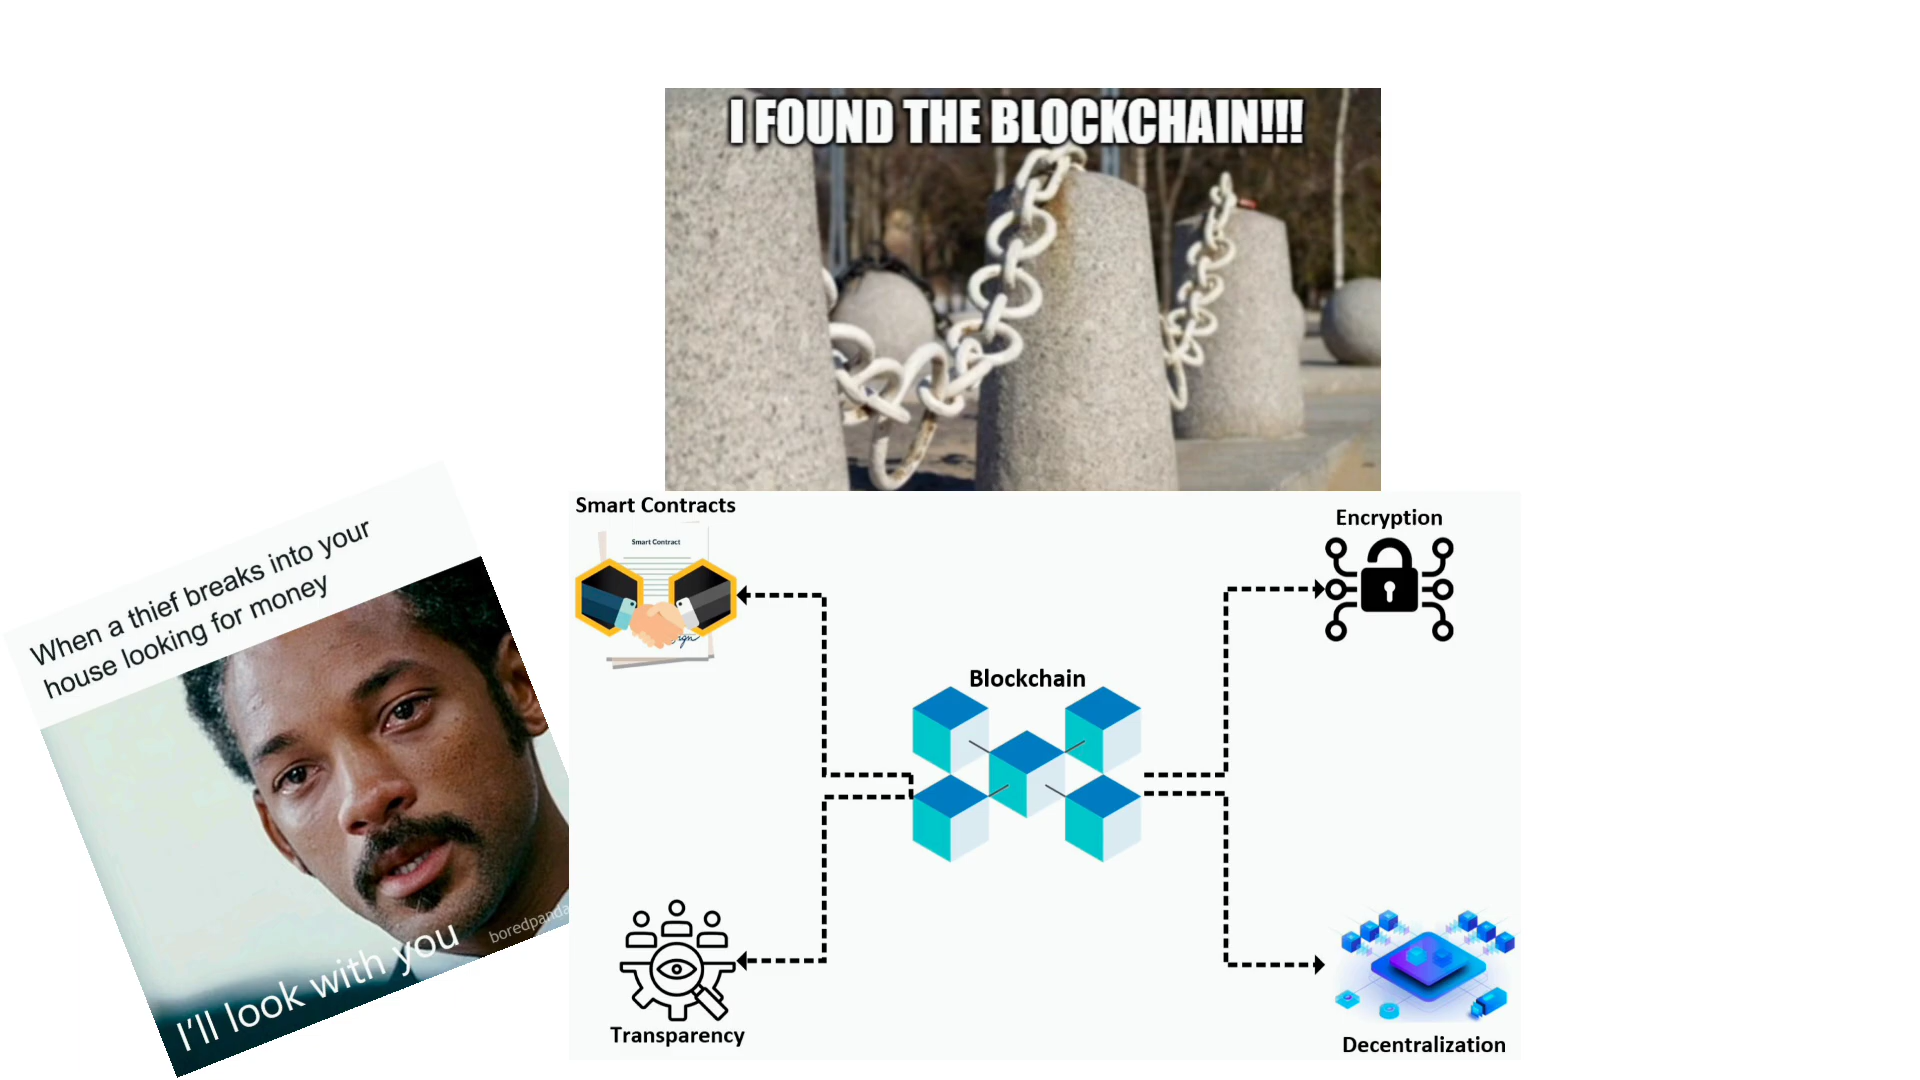 I FOUND THE BLOCKCHAIN!!!
When a thief breaks into your
house looking for money
I'll look with you
boredpanda
Smart Contracts
Smart Contract
Encryption
Blockchain
Transparency
Decentralization